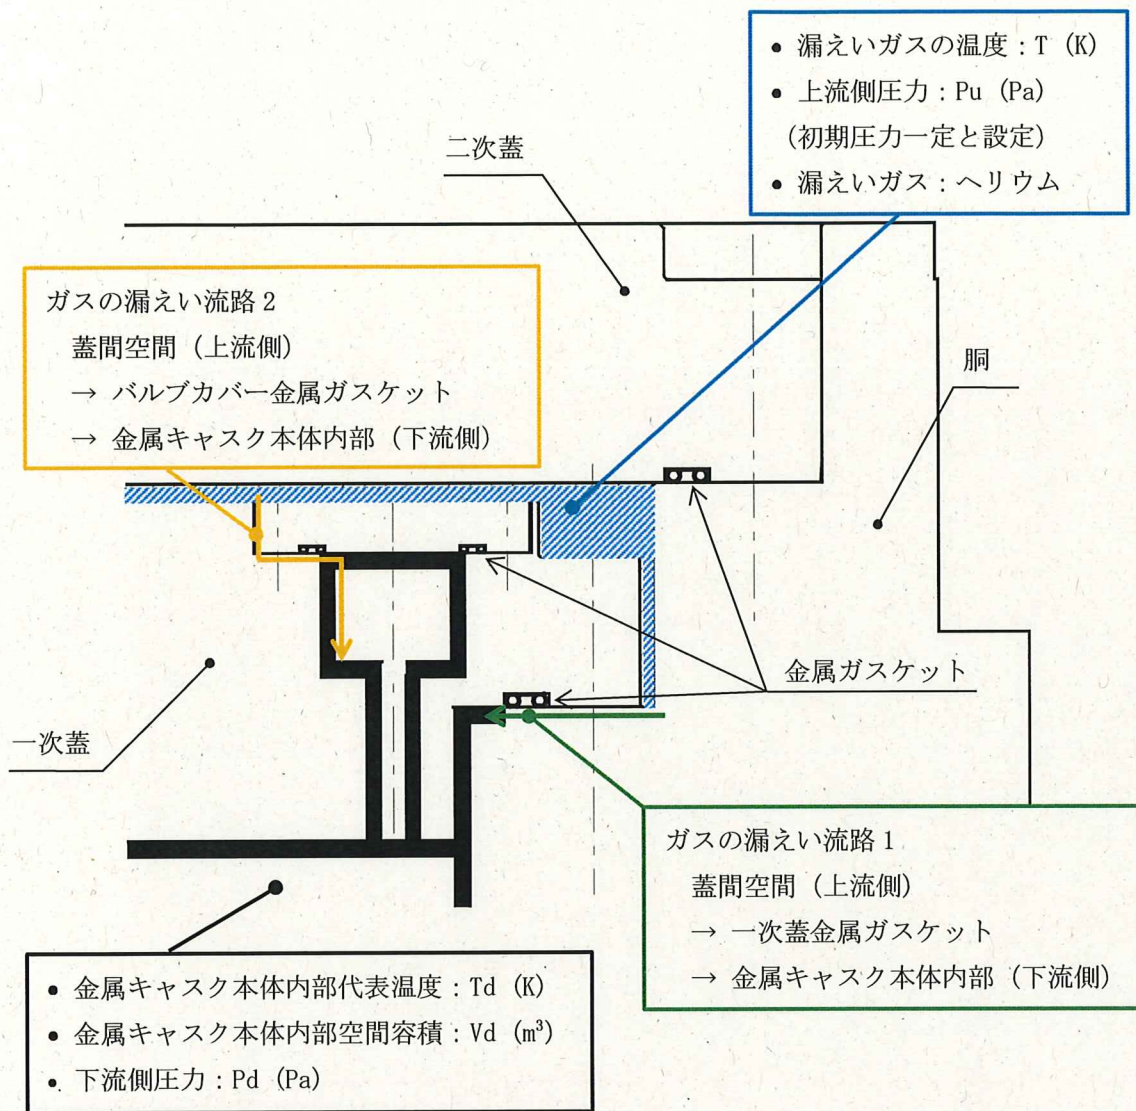 • 漏えいガスの温度：T (K)
• 上流側圧力：Pu (Pa)
(初期圧力一定と設定)
• 漏えいガス：ヘリウム
二次蓋
ガスの漏えい流路 2
蓋間空間 (上流側)
→ バルブカバー金属ガスケット
→ 金属キャスク本体内部 (下流側)
胴
金属ガスケット
一次蓋
ガスの漏えい流路 1
蓋間空間 (上流側)
→ 一次蓋金属ガスケット
→ 金属キャスク本体内部 (下流側)
• 金属キャスク本体内部代表温度：Td (K)
• 金属キャスク本体内部空間容積：Vd (m³)
• 下流側圧力：Pd (Pa)